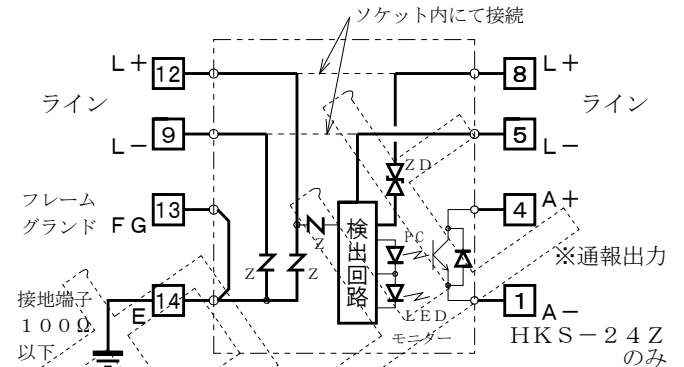 ソケット内にて接続
L+ 12
8 L+
ライン
ライン
9
L-
5
L-
ZD
フレーム
グランド FG 13
4 A+
Z
検出回路
PC
※通報出力
Z
Z
接地端子
100Ω
以下
E 14
LED
モニター
1
A-
HKS-24Z
のみ